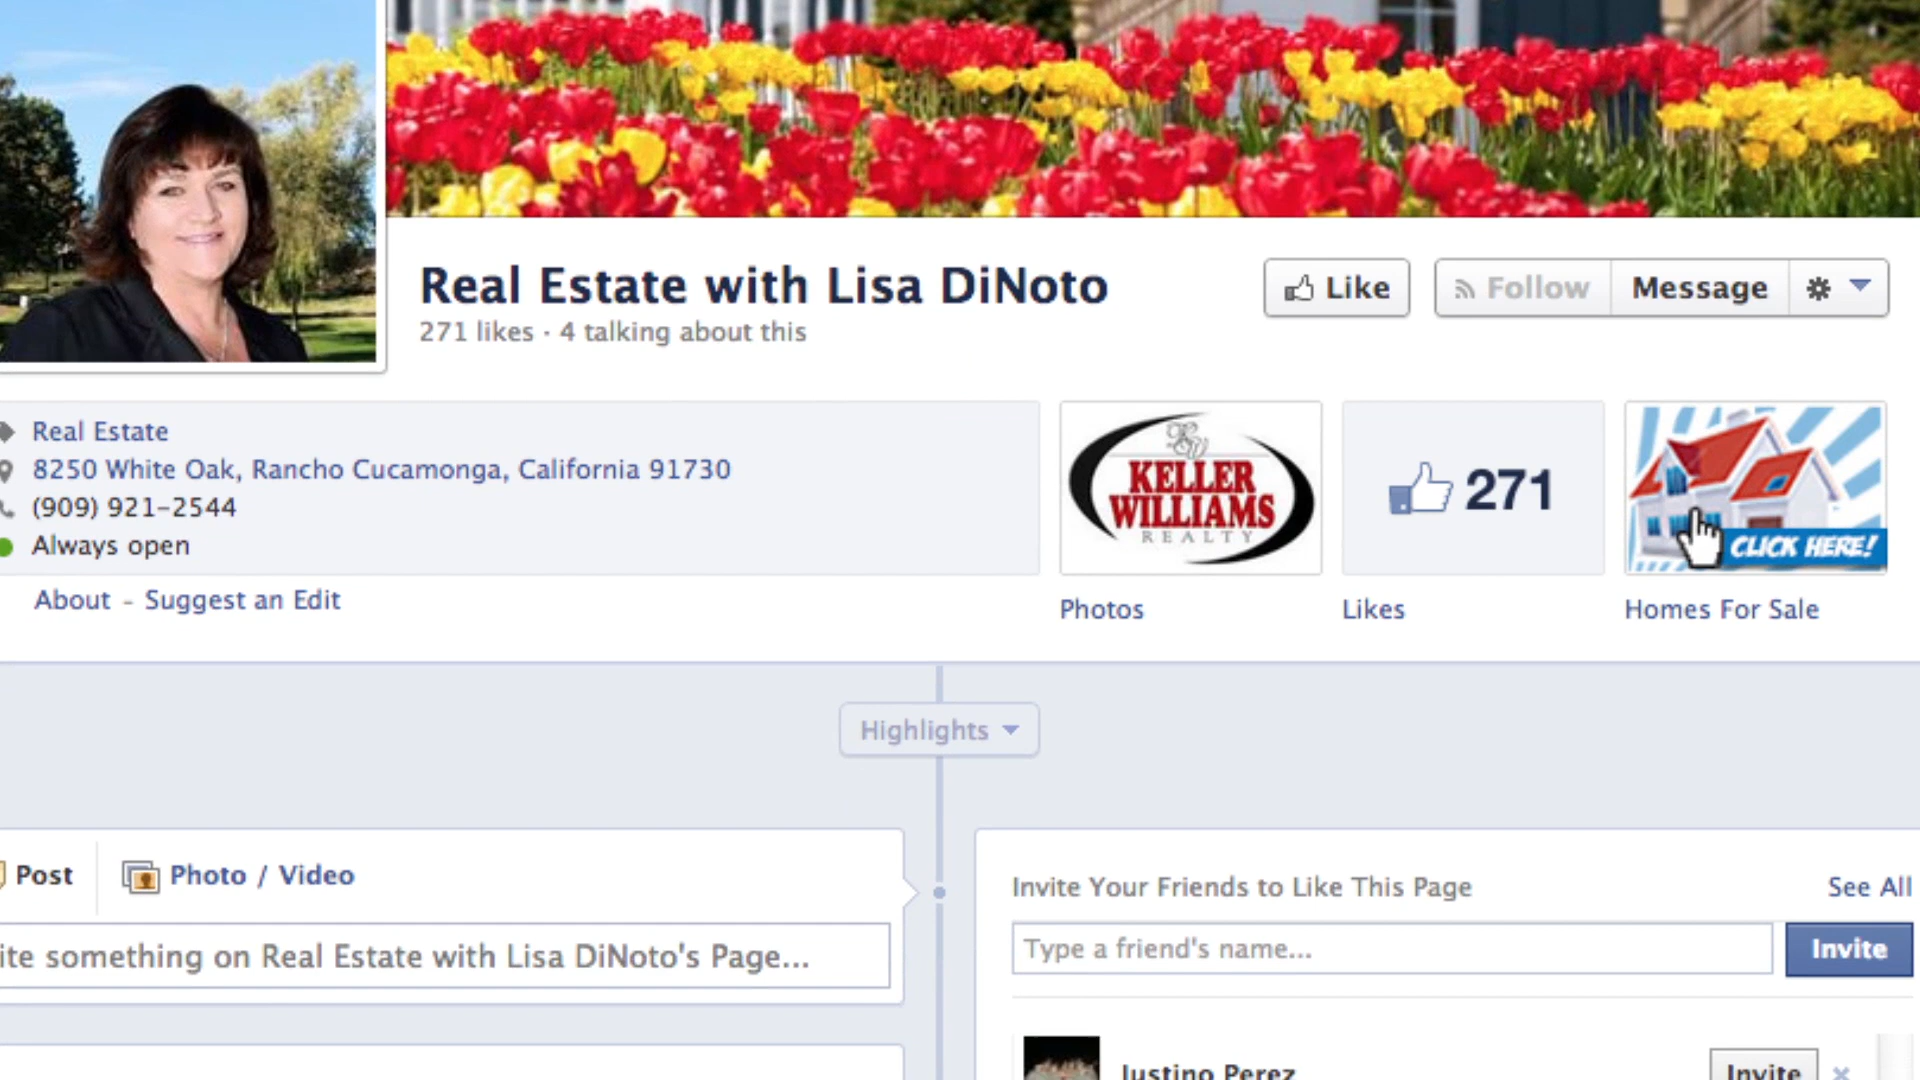 Real Estate with Lisa DiNoto
271 likes · 4 talking about this
Like
Follow
Message
Real Estate
8250 White Oak, Rancho Cucamonga, California 91730
(909) 921-2544
Always open
About - Suggest an Edit
KELLER
WILLIAMS
REALTY
Photos
271
Likes
CLICK HERE!
Homes For Sale
Highlights
Post
Photo / Video
ite something on Real Estate with Lisa DiNoto's Page...
Invite Your Friends to Like This Page
See All
Type a friend's name...
Invite
Justino Perez
Invite